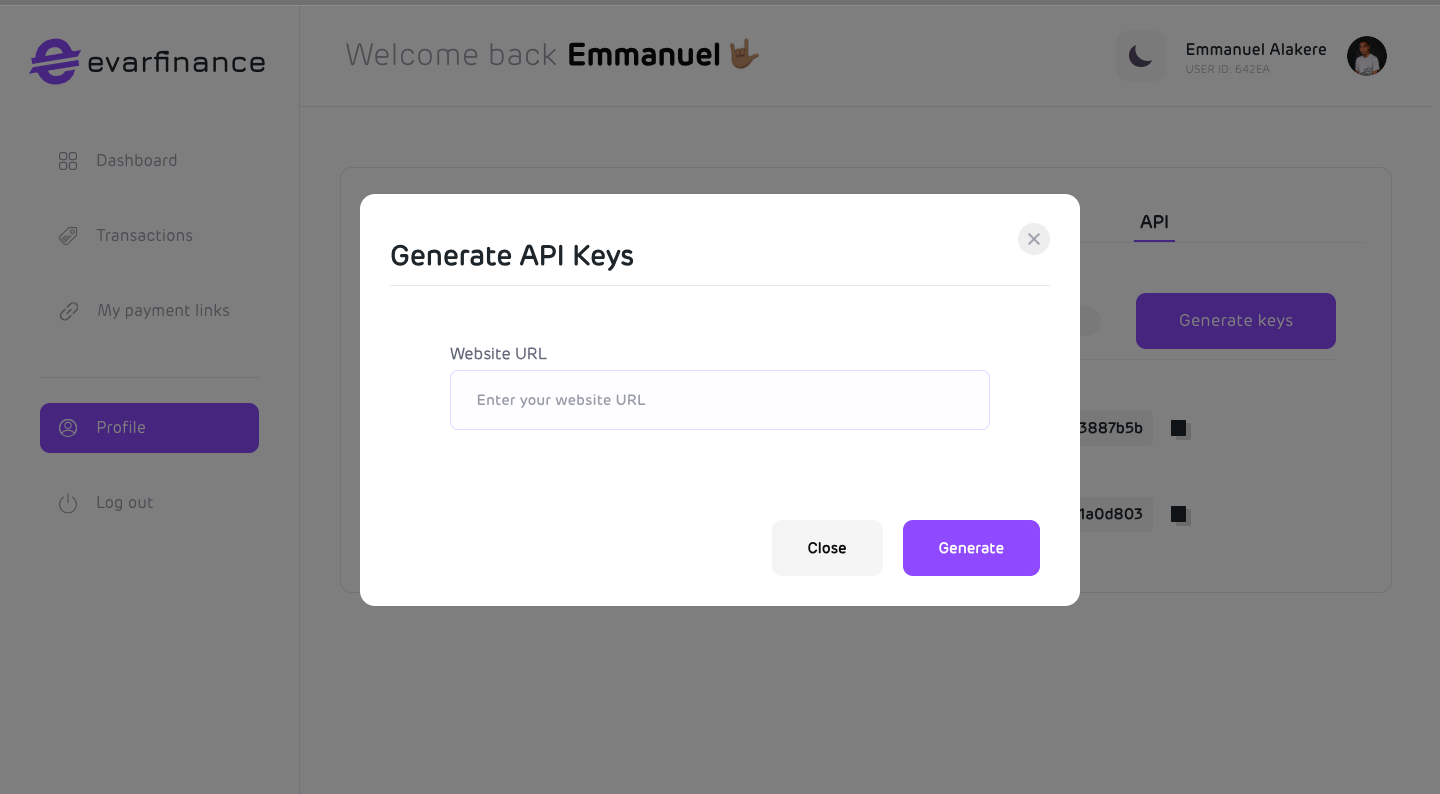 evarfinance
Welcome back Emmanuel
Emmanuel Alakere
USER ID: 642EA
Dashboard
Transactions
My payment links
Profile
Log out
API
Generate keys
3887b5b
1a0d803
Generate API Keys
Website URL
Enter your website URL
Close
Generate